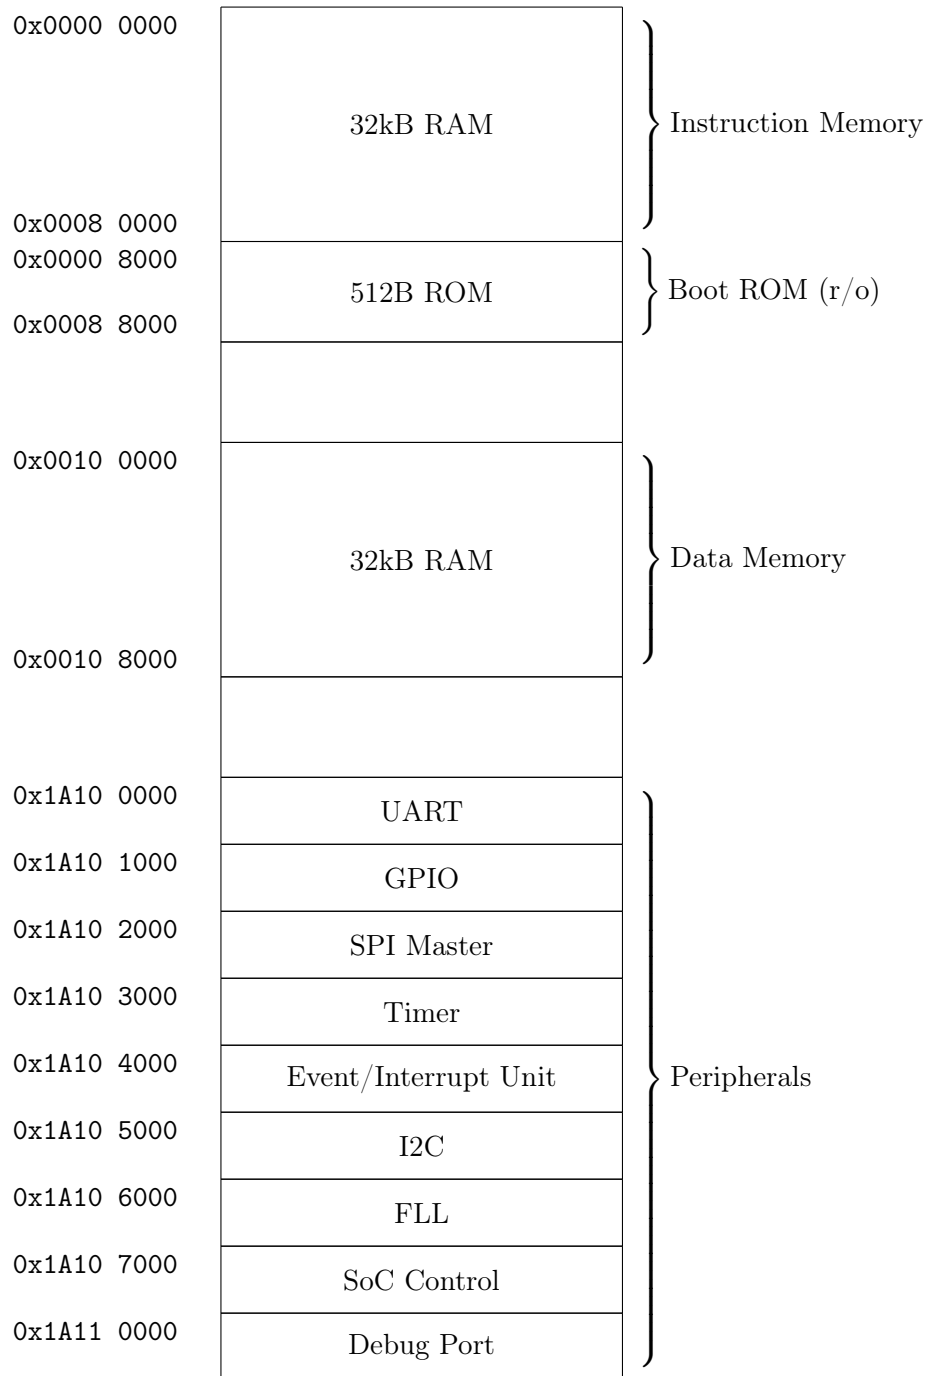 0x0000 0000
32kB RAM
Instruction Memory
0x0008 0000
0x0000 8000
512B ROM
Boot ROM (r/o)
0x0008 8000
0x0010 0000
32kB RAM
Data Memory
0x0010 8000
0x1A10 0000
UART
0x1A10 1000
GPIO
0x1A10 2000
SPI Master
0x1A10 3000
Timer
0x1A10 4000
Event/Interrupt Unit
Peripherals
0x1A10 5000
I2C
0x1A10 6000
FLL
0x1A10 7000
SoC Control
0x1A11 0000
Debug Port